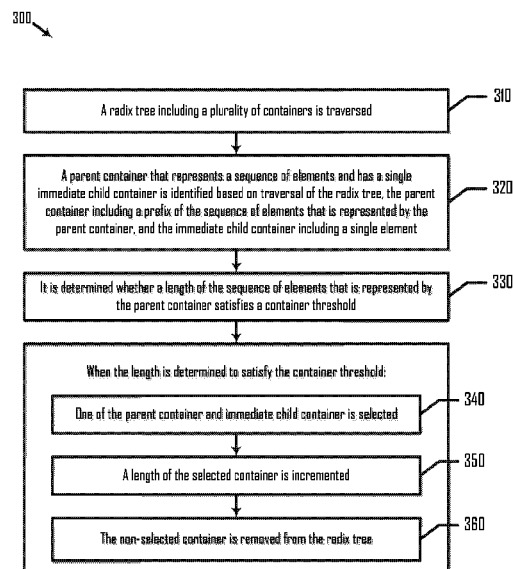 300
310
A radix tree including a plurality of containers is traversed
A parent container that represents a sequence of elements and has a single
immediate child container is identified based on traversal of the radix tree, the parent
container including a prefix of the sequence of elements that is represented by the
parent container, and the immediate child container including a single element
320
It is determined whether a length of the sequence of elements that is represented by
the parent container satisfies a container threshold
330
When the length is determined to satisfy the container threshold:
One of the parent container and immediate child container is selected
340
A length of the selected container is incremented
350
The non-selected container is removed from the radix tree
360